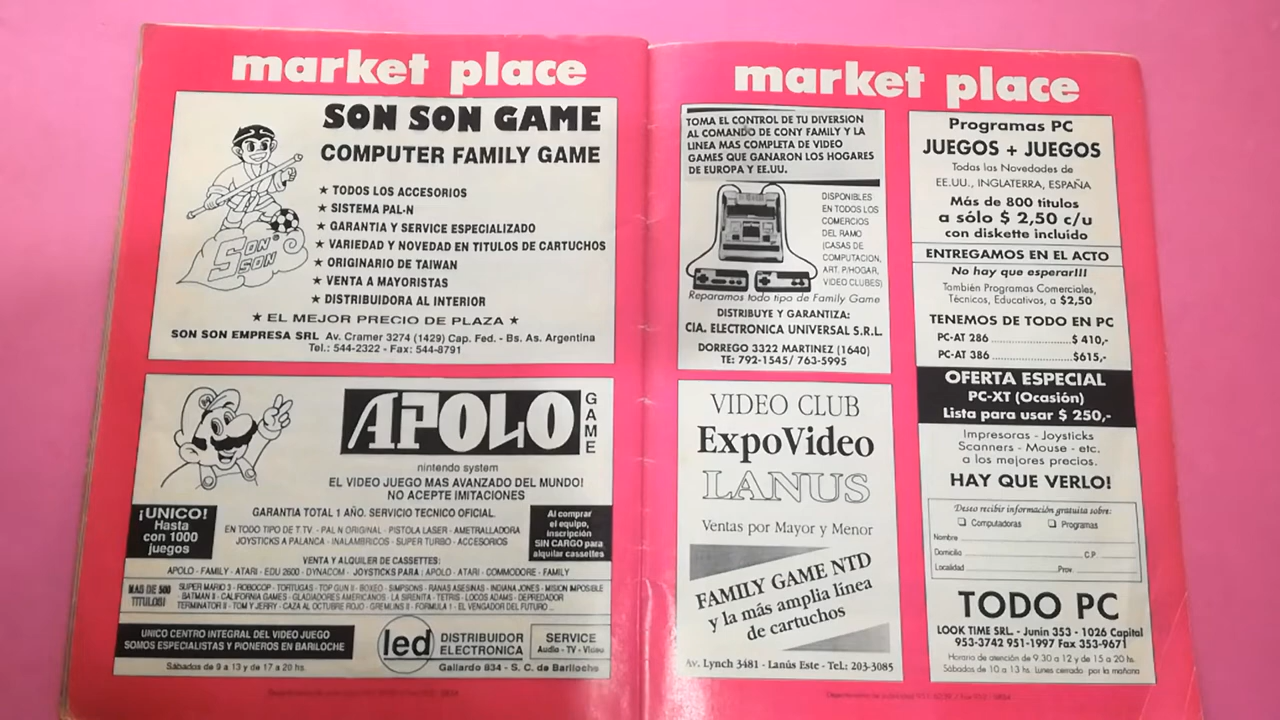 market place
SON SON GAME
COMPUTER FAMILY GAME
★ TODOS LOS ACCESORIOS
★ SISTEMA PAL-N
★ GARANTIA Y SERVICE ESPECIALIZADO
★ VARIEDAD Y NOVEDAD EN TITULOS DE CARTUCHOS
★ ORIGINARIO DE TAIWAN
★ VENTA A MAYORISTAS
★ DISTRIBUIDORA AL INTERIOR
★ EL MEJOR PRECIO DE PLAZA ★
SON SON EMPRESA SRL Av. Cramer 3274 (1429) Cap. Fed. - Bs. As. Argentina
Tel.: 544-2322 - Fax: 544-8791
SON
SON
APOLO
GAME
nintendo system
EL VIDEO JUEGO MAS AVANZADO DEL MUNDO!
NO ACEPTE IMITACIONES
¡UNICO!
Hasta
con 1000
juegos
GARANTIA TOTAL 1 AÑO. SERVICIO TECNICO OFICIAL.
EN TODO TIPO DE T.TV. - PAL N ORIGINAL - PISTOLA LASER - AMETRALLADORA
JOYSTICKS A PALANCA - INALAMBRICOS - SUPER TURBO - ACCESORIOS
Al comprar
el equipo,
inscripción
SIN CARGO para
alquilar cassettes
VENTA Y ALQUILER DE CASSETTES:
APOLO - FAMILY - ATARI - EDU 2600 - DYNACOM - JOYSTICKS PARA : APOLO - ATARI - COMMODORE - FAMILY
MAS DE 500
TITULOS!
SUPER MARIO 3 - ROBOCOP - TORTUGAS - TOP GUN II - BOXEO - SIMPSONS - RANAS ASESINAS - INDIANA JONES - MISION IMPOSIBLE
BATMAN II - CALIFORNIA GAMES - GLADIADORES AMERICANOS - LA SIRENITA - TETRIS - LOCOS ADAMS - DEPREDADOR
TERMINATOR II - TOM Y JERRY - CAZA AL OCTUBRE ROJO - GREMLINS II - FORMULA 1 - EL VENGADOR DEL FUTURO ...
UNICO CENTRO INTEGRAL DEL VIDEO JUEGO
SOMOS ESPECIALISTAS Y PIONEROS EN BARILOCHE
Sábados de 9 a 13 y de 17 a 20 hs.
led
DISTRIBUIDOR
ELECTRONICA
SERVICE
Audio - TV - Video
Gallardo 834 - S. C. de Bariloche
market place
TOMA EL CONTROL DE TU DIVERSION
AL COMANDO DE CONY FAMILY Y LA
LINEA MAS COMPLETA DE VIDEO
GAMES QUE GANARON LOS HOGARES
DE EUROPA Y EE.UU.
DISPONIBLES
EN TODOS LOS
COMERCIOS
DEL RAMO
(CASAS DE
COMPUTACION,
ART. P/HOGAR,
VIDEO CLUBES)
Reparamos todo tipo de Family Game
DISTRIBUYE Y GARANTIZA:
CIA. ELECTRONICA UNIVERSAL S.R.L.
DORREGO 3322 MARTINEZ (1640)
TE: 792-1545/ 763-5995
VIDEO CLUB
ExpoVideo
LANUS
Ventas por Mayor y Menor
FAMILY GAME NTD
y la más amplia línea
de cartuchos
Av. Lynch 3481 - Lanús Este - Tel.: 203-3085
Programas PC
JUEGOS + JUEGOS
Todas las Novedades de
EE.UU., INGLATERRA, ESPAÑA
Más de 800 títulos
a sólo $ 2,50 c/u
con diskette incluído
ENTREGAMOS EN EL ACTO
No hay que esperar!!!
También Programas Comerciales,
Técnicos, Educativos, a $2,50
TENEMOS DE TODO EN PC
PC-AT 286 ........................ $ 410,-
PC-AT 386 ........................ $615,-
OFERTA ESPECIAL
PC-XT (Ocasión)
Lista para usar $ 250,-
Impresoras - Joysticks
Scanners - Mouse - etc.
a los mejores precios.
HAY QUE VERLO!
Deseo recibir información gratuita sobre:
❑ Computadoras ❑ Programas
Nombre
Domicilio C.P
Localidad Prov.
TODO PC
LOOK TIME SRL. - Junin 353 - 1026 Capital
953-3742 951-1997 Fax 353-9671
Horario de atención de 9.30 a 12 y de 15 a 20 hs.
Sábados de 10 a 13 hs. Lunes cerrado por la mañana